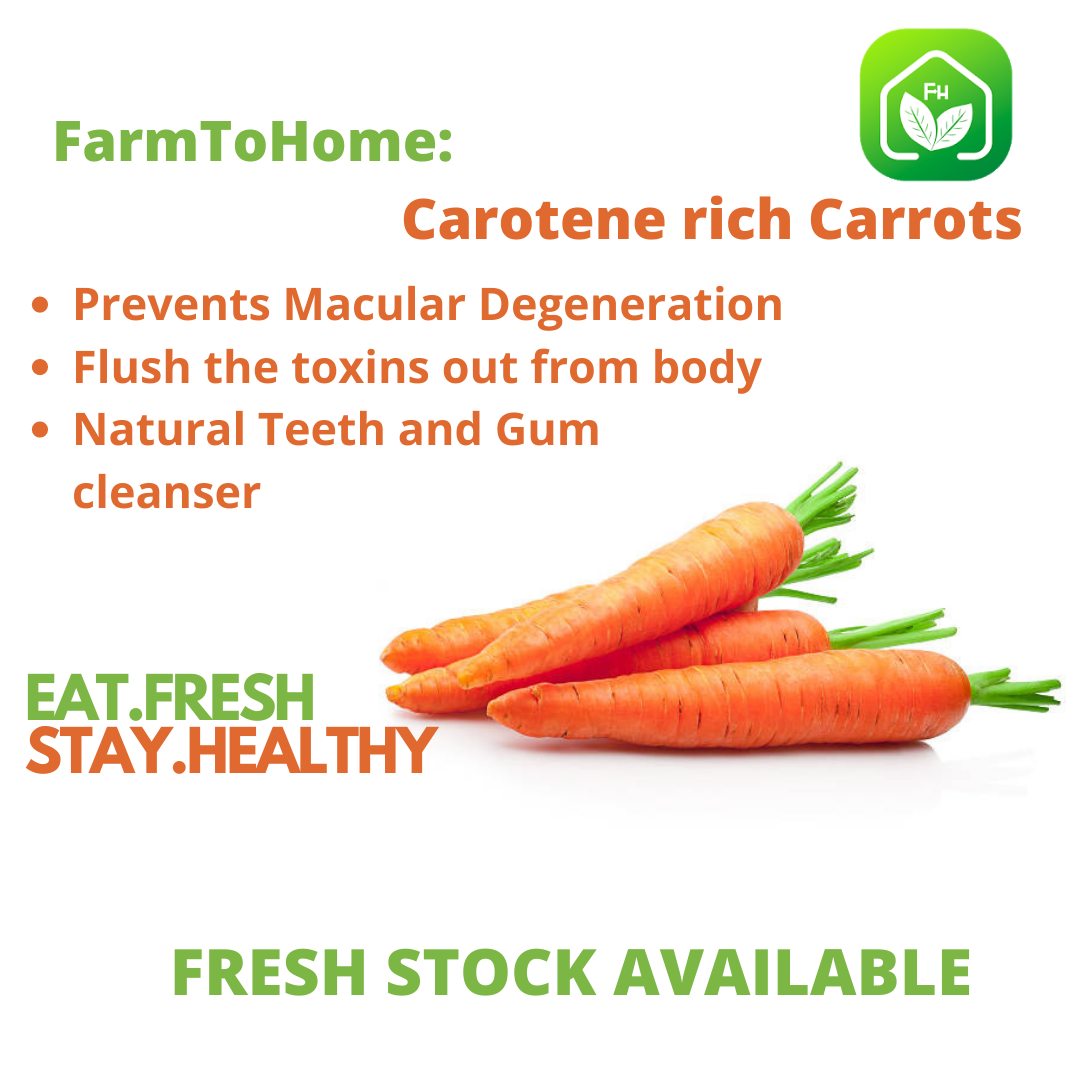 FH
FarmToHome:
Carotene rich Carrots
• Prevents Macular Degeneration
• Flush the toxins out from body
• Natural Teeth and Gum
cleanser
EAT.FRESH
STAY.HEALTHY
FRESH STOCK AVAILABLE